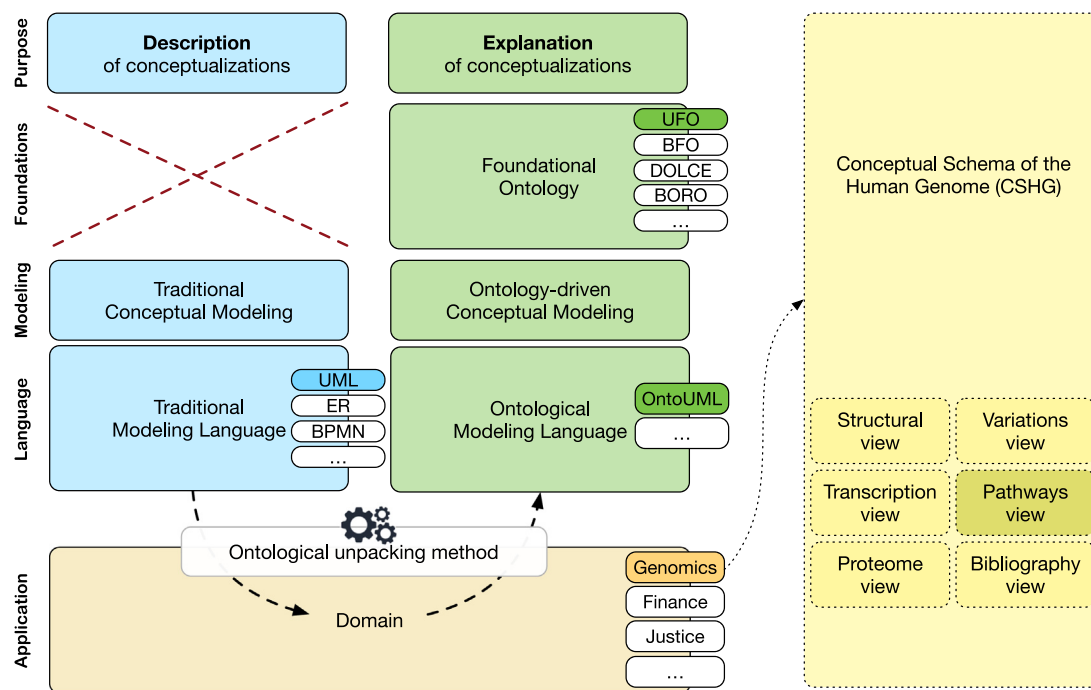 Purpose
Description
of conceptualizations
Explanation
of conceptualizations
Foundations
Foundational
Ontology
UFO
BFO
DOLCE
BORO
...
Modeling
Traditional
Conceptual Modeling
Ontology-driven
Conceptual Modeling
Language
Traditional
Modeling Language
UML
ER
BPMN
...
Ontological
Modeling Language
OntoUML
...
Ontological unpacking method
Application
Domain
Genomics
Finance
Justice
...
Conceptual Schema of the
Human Genome (CSHG)
Structural
view
Variations
view
Transcription
view
Pathways
view
Proteome
view
Bibliography
view